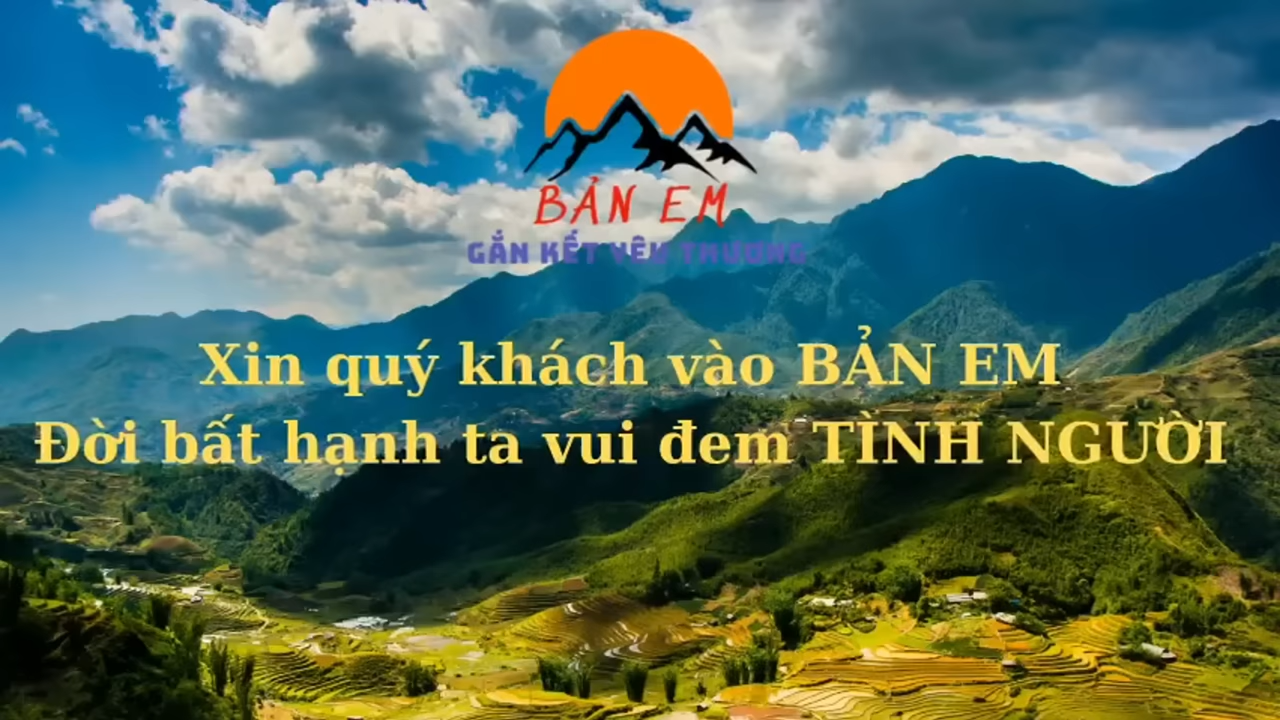 BẢN EM
GẮN KẾT YÊU THƯƠNG
Xin quý khách vào BẢN EM
Đời bất hạnh ta vui đem TÌNH NGƯỜI